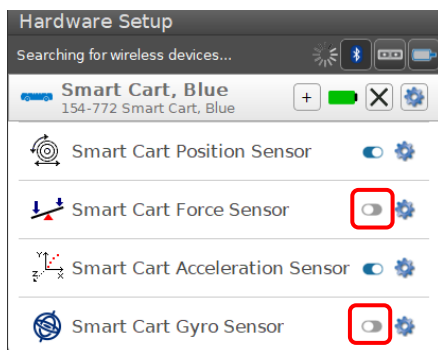 Hardware Setup
Searching for wireless devices...
Smart Cart, Blue
154-772 Smart Cart, Blue
Smart Cart Position Sensor
Smart Cart Force Sensor
Smart Cart Acceleration Sensor
Smart Cart Gyro Sensor